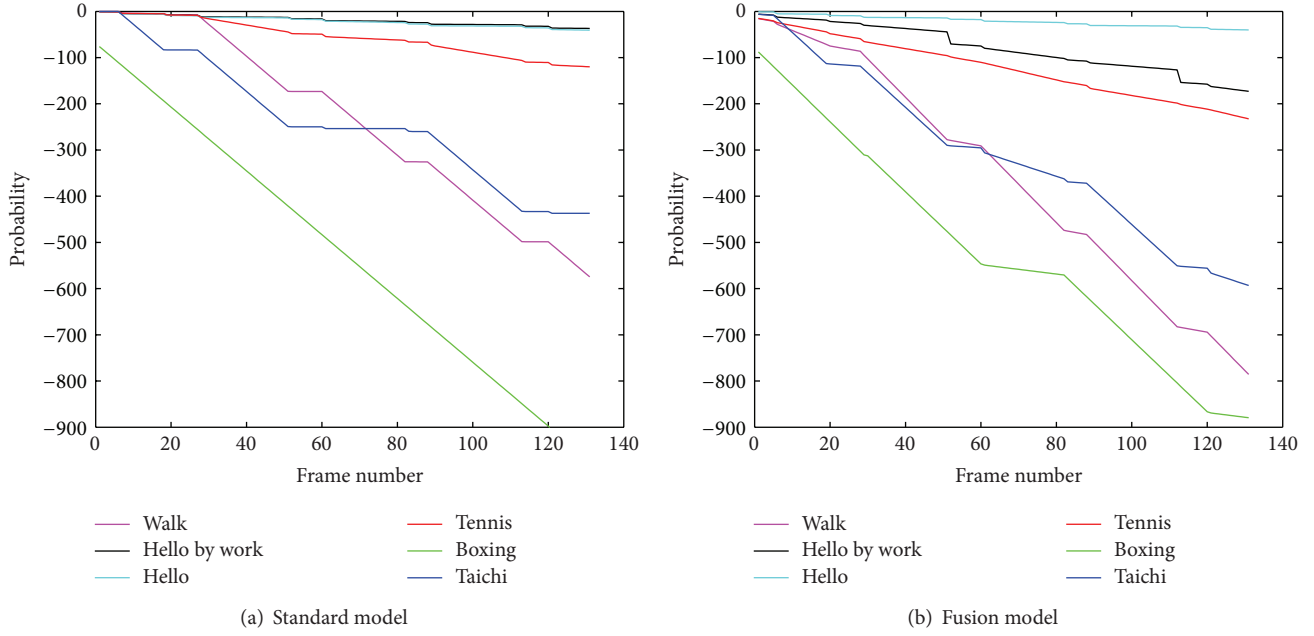 0
−100
−200
−300
−400
−500
−600
−700
−800
−900
Probability
0 20 40 60 80 100 120 140
Frame number
Walk
Hello by work
Hello
Tennis
Boxing
Taichi
(a) Standard model
0
−100
−200
−300
−400
−500
−600
−700
−800
−900
Probability
0 20 40 60 80 100 120 140
Frame number
Walk
Hello by work
Hello
Tennis
Boxing
Taichi
(b) Fusion model